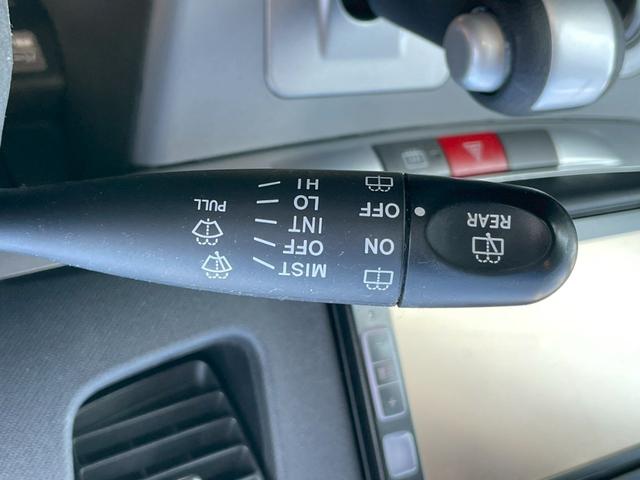 MIST
OFF
INT
LO
HI
PULL
ON
OFF
REAR